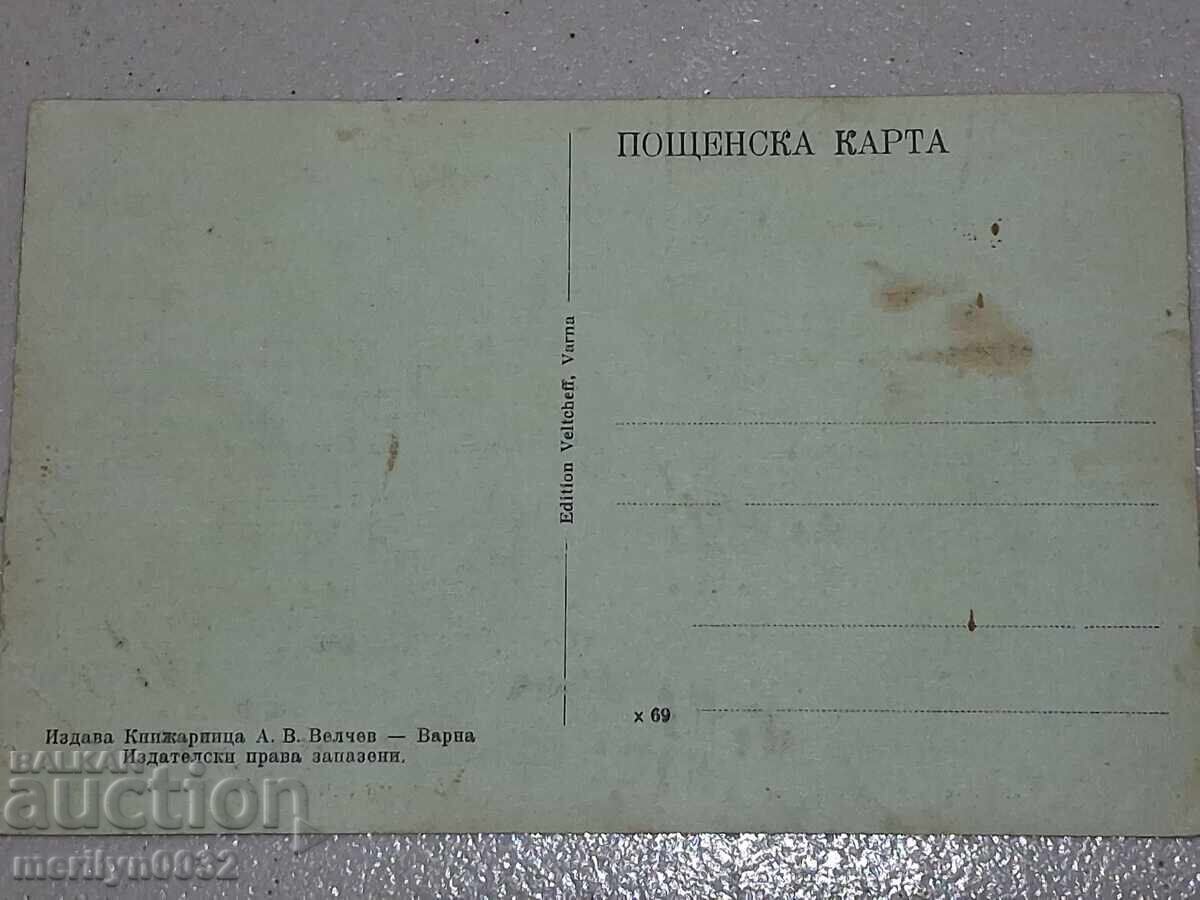 ПОЩЕНСКА КАРТА
Edition Veltcheff, Varna
x 69
Издава Книжарница А. В. Велчев — Варна
Издателски права запазени.
BALKAN
auction
merilyn0032